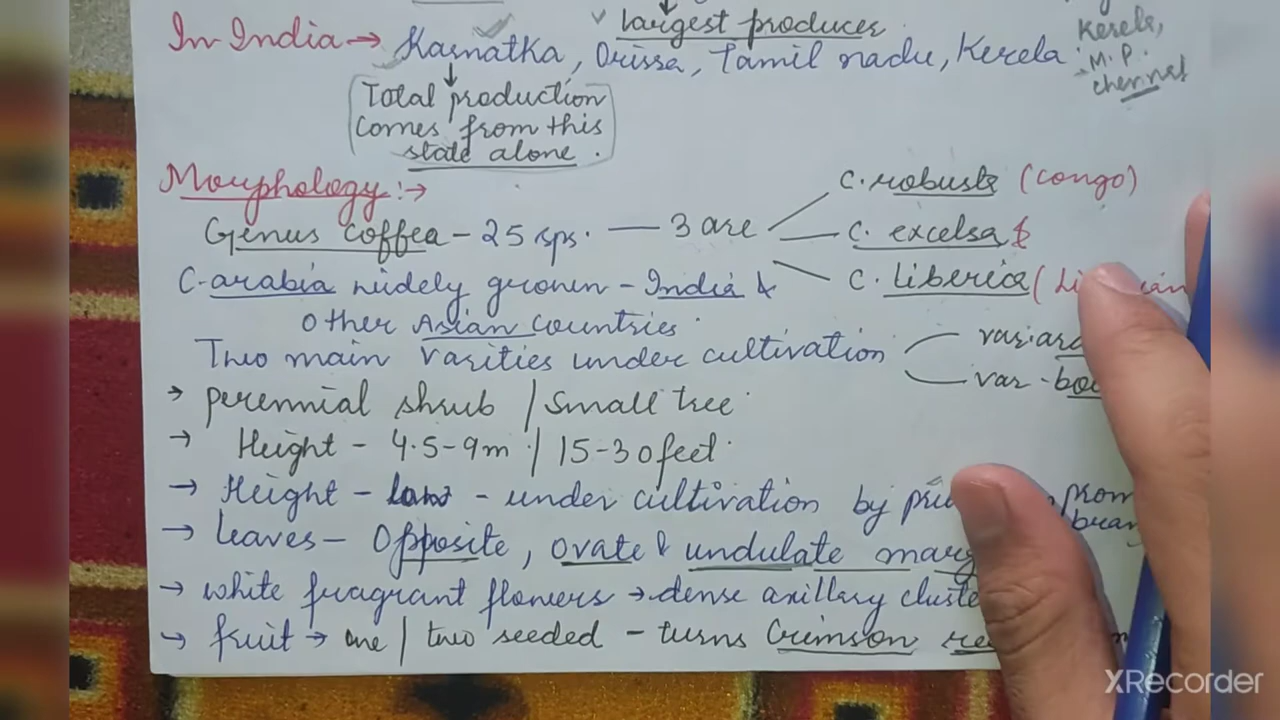 largest produces
In India → Karnatka, Orissa, Tamil nadu, Kerela
Kerela,
M.P.
chennai
Total production
comes from this
state alone.
Morphology :→
Genus coffea - 25 sps. — 3 are
C. robusta (congo)
C. excelsa
C. liberica (
C-arabia widely grown - India &
other Asian countries.
Two main varities under cultivation
var-
var-
→ perennial shrub / Small tree
→ Height - 4.5-9m / 15-30 feet.
→ Height - low - under cultivation by
→ leaves - Opposite, ovate & undulate
→ white fragrant flowers → dense axillary
→ fruit → one / two seeded - turns Crimson
XRecorder